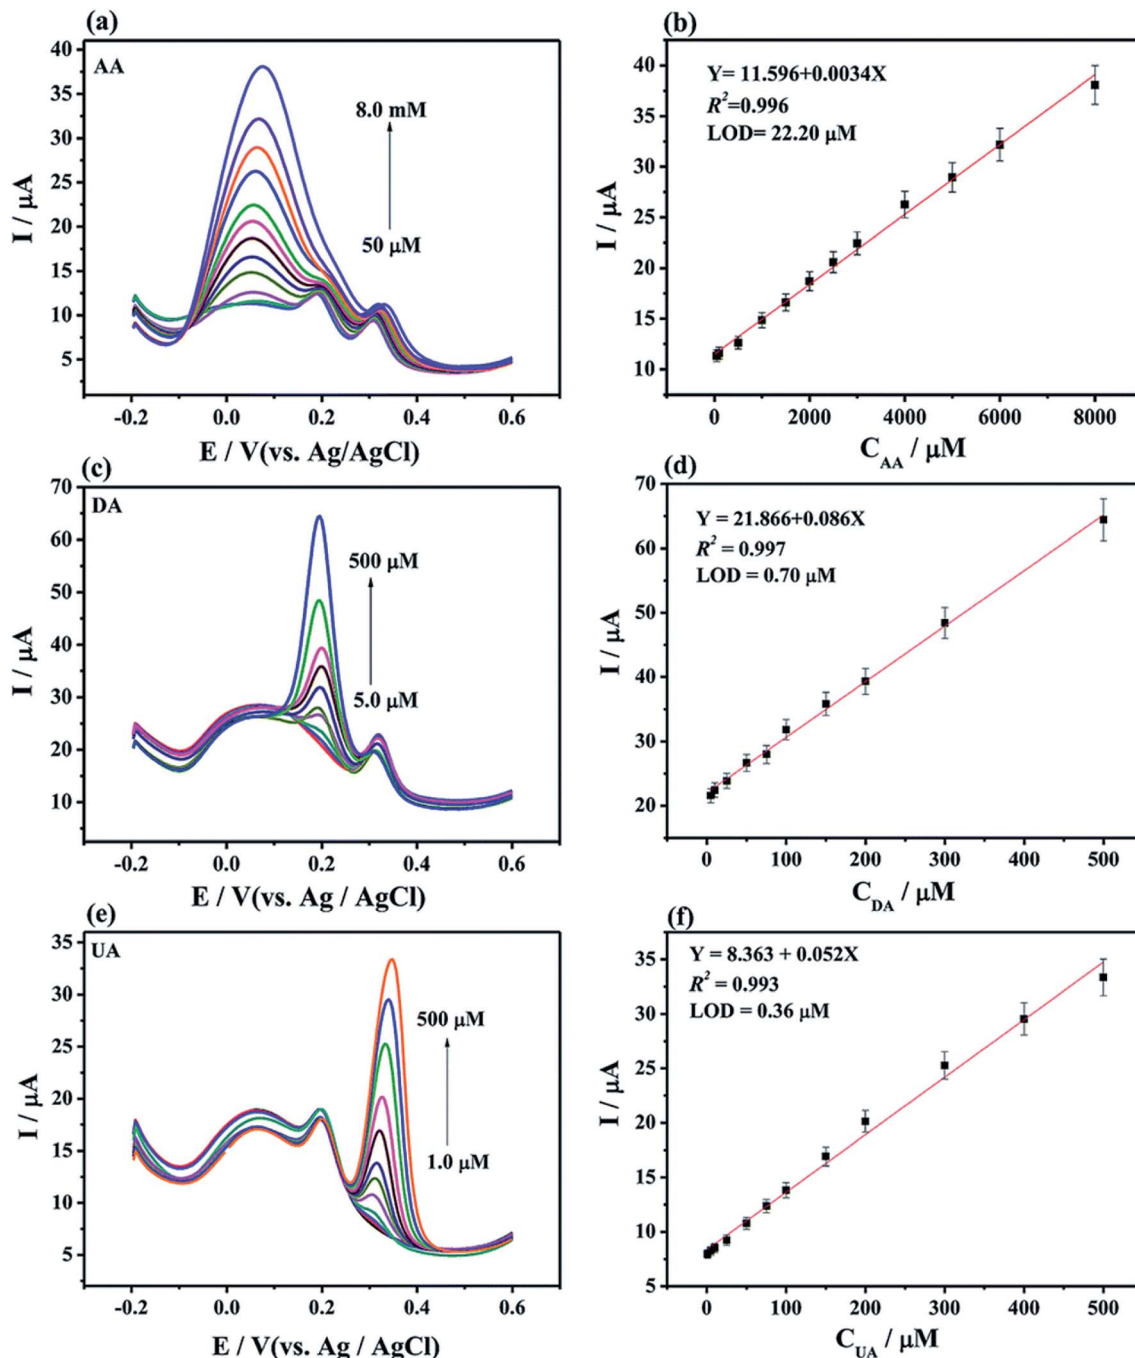 (a)
AA
8.0 mM
50 μM
40
35
30
25
20
15
10
5
I / μA
-0.2 0.0 0.2 0.4 0.6
E / V(vs. Ag/AgCl)
(b)
Y= 11.596+0.0034X
R²=0.996
LOD= 22.20 μM
40
35
30
25
20
15
10
I / μA
0 2000 4000 6000 8000
C_AA / μM
(c)
DA
500 μM
5.0 μM
70
60
50
40
30
20
10
I / μA
-0.2 0.0 0.2 0.4 0.6
E / V(vs. Ag / AgCl)
(d)
Y = 21.866+0.086X
R² = 0.997
LOD = 0.70 μM
70
60
50
40
30
20
I / μA
0 100 200 300 400 500
C_DA / μM
(e)
UA
500 μM
1.0 μM
35
30
25
20
15
10
5
I / μA
-0.2 0.0 0.2 0.4 0.6
E / V(vs. Ag / AgCl)
(f)
Y = 8.363 + 0.052X
R² = 0.993
LOD = 0.36 μM
35
30
25
20
15
10
5
I / μA
0 100 200 300 400 500
C_UA / μM